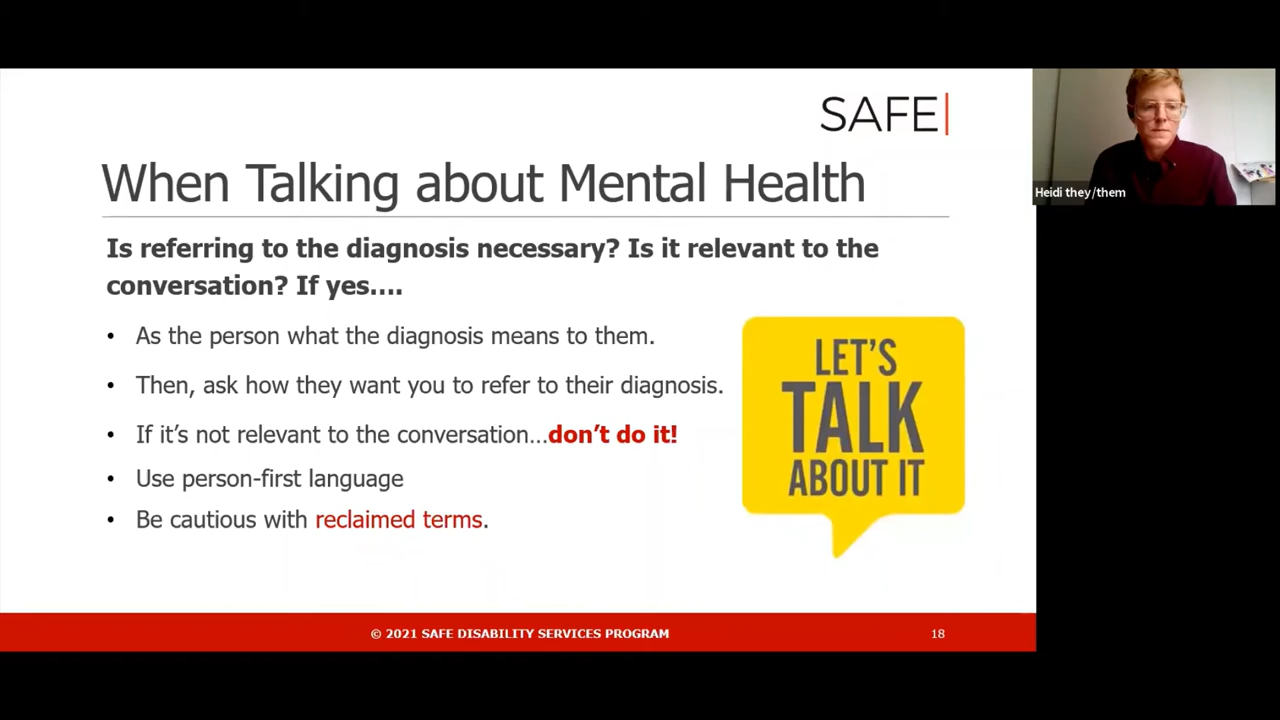 SAFE|
When Talking about Mental Health
Is referring to the diagnosis necessary? Is it relevant to the
conversation? If yes….
• As the person what the diagnosis means to them.
• Then, ask how they want you to refer to their diagnosis.
• If it’s not relevant to the conversation…don’t do it!
• Use person-first language
• Be cautious with reclaimed terms.
LET’S
TALK
ABOUT IT
© 2021 SAFE DISABILITY SERVICES PROGRAM
18
Heidi they/them